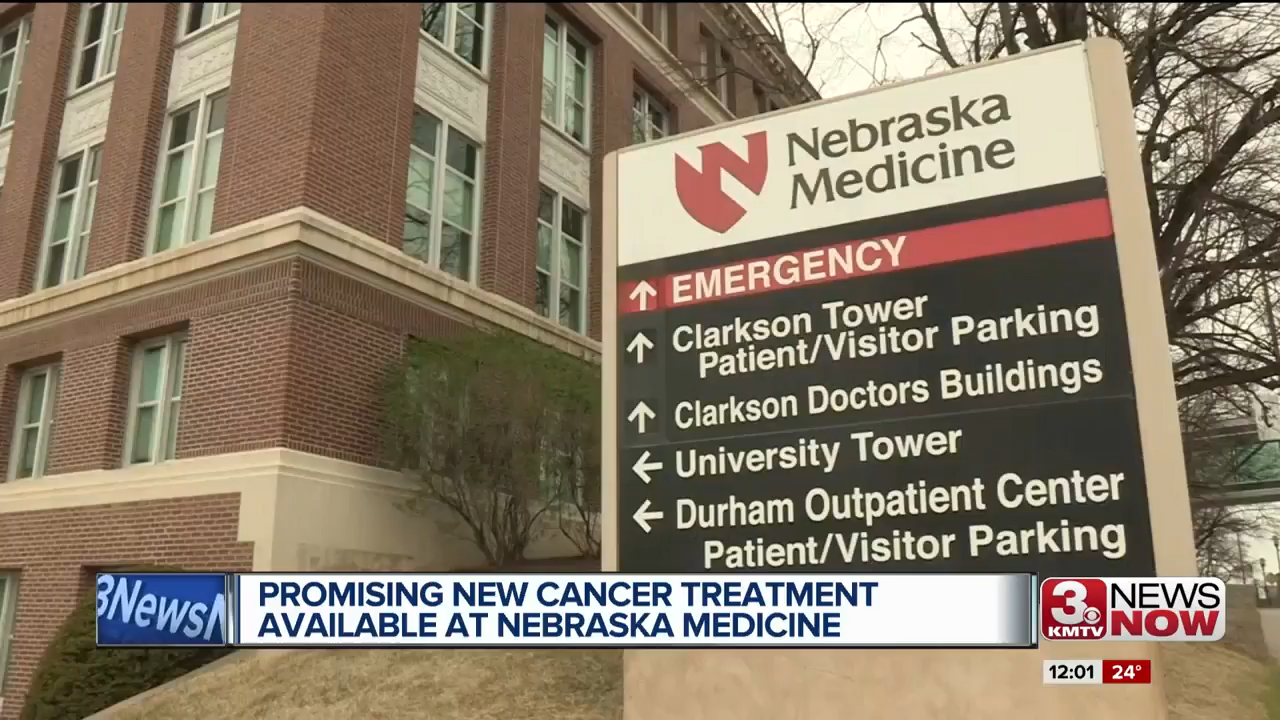 Nebraska
Medicine
EMERGENCY
Clarkson Tower
Patient/Visitor Parking
Clarkson Doctors Buildings
University Tower
Durham Outpatient Center
Patient/Visitor Parking
3NewsN
PROMISING NEW CANCER TREATMENT
AVAILABLE AT NEBRASKA MEDICINE
3 NEWS
KMTV NOW
12:01 24°